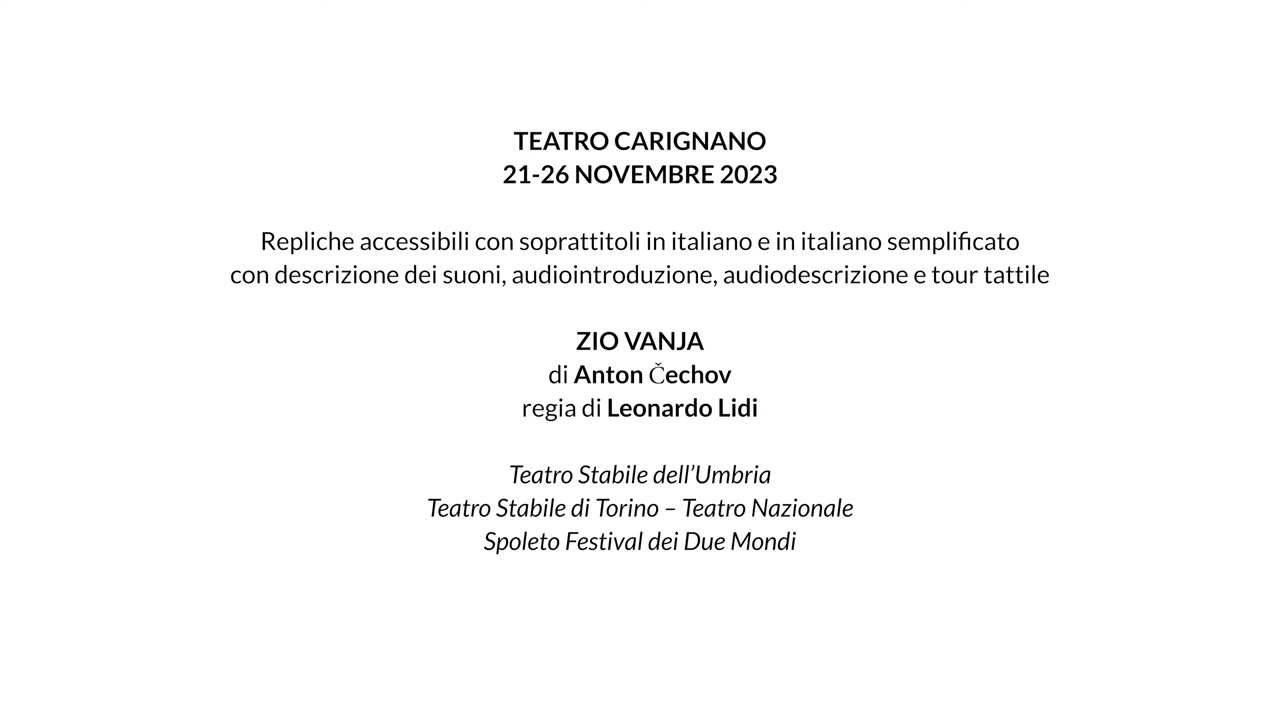 TEATRO CARIGNANO
21-26 NOVEMBRE 2023
Repliche accessibili con soprattitoli in italiano e in italiano semplificato
con descrizione dei suoni, audiointroduzione, audiodescrizione e tour tattile
ZIO VANJA
di Anton Čechov
regia di Leonardo Lidi
Teatro Stabile dell’Umbria
Teatro Stabile di Torino – Teatro Nazionale
Spoleto Festival dei Due Mondi